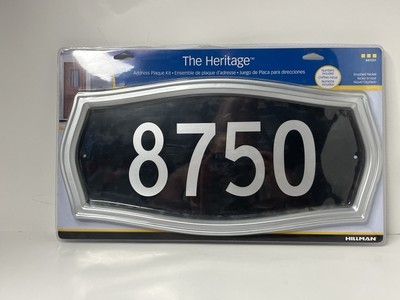 The Heritage™
Address Plaque Kit • Ensemble de plaque d'adresse • Juego de Placa para direcciones
8750
HILLMAN